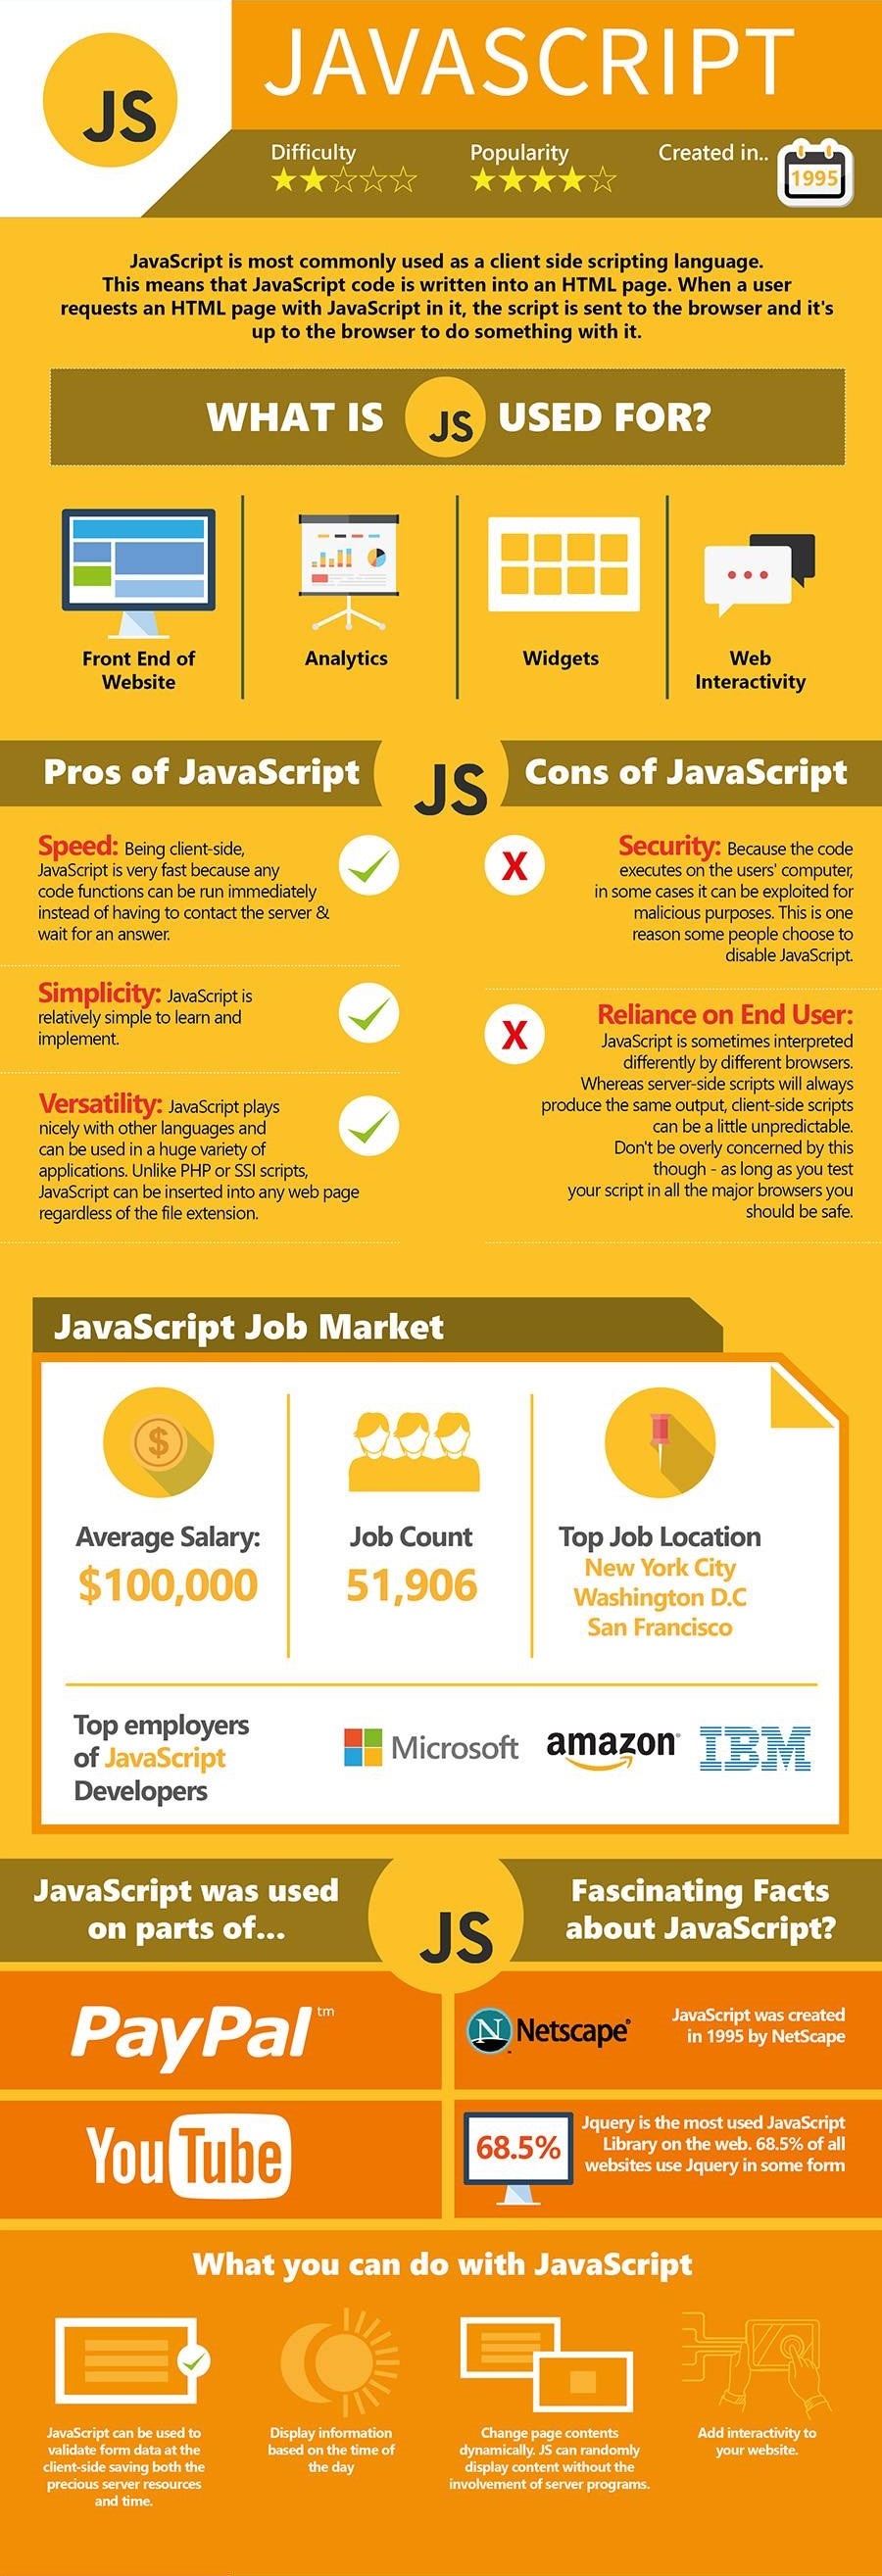 JS
JAVASCRIPT
Difficulty
Popularity
Created in..
1995
JavaScript is most commonly used as a client side scripting language.
This means that JavaScript code is written into an HTML page. When a user
requests an HTML page with JavaScript in it, the script is sent to the browser and it's
up to the browser to do something with it.
WHAT IS JS USED FOR?
Front End of
Website
Analytics
Widgets
Web
Interactivity
Pros of JavaScript
JS
Cons of JavaScript
Speed: Being client-side,
JavaScript is very fast because any
code functions can be run immediately
instead of having to contact the server &
wait for an answer.
Simplicity: JavaScript is
relatively simple to learn and
implement.
Versatility: JavaScript plays
nicely with other languages and
can be used in a huge variety of
applications. Unlike PHP or SSI scripts,
JavaScript can be inserted into any web page
regardless of the file extension.
X
Security: Because the code
executes on the users' computer,
in some cases it can be exploited for
malicious purposes. This is one
reason some people choose to
disable JavaScript.
X
Reliance on End User:
JavaScript is sometimes interpreted
differently by different browsers.
Whereas server-side scripts will always
produce the same output, client-side scripts
can be a little unpredictable.
Don't be overly concerned by this
though - as long as you test
your script in all the major browsers you
should be safe.
JavaScript Job Market
$
Average Salary:
$100,000
Job Count
51,906
Top Job Location
New York City
Washington D.C
San Francisco
Top employers
of JavaScript
Developers
Microsoft
amazon
IBM
JavaScript was used
on parts of...
JS
Fascinating Facts
about JavaScript?
PayPal tm
YouTube
N Netscape®
JavaScript was created
in 1995 by NetScape
68.5%
Jquery is the most used JavaScript
Library on the web. 68.5% of all
websites use Jquery in some form
What you can do with JavaScript
JavaScript can be used to
validate form data at the
client-side saving both the
precious server resources
and time.
Display information
based on the time of
the day
Change page contents
dynamically. JS can randomly
display content without the
involvement of server programs.
Add interactivity to
your website.